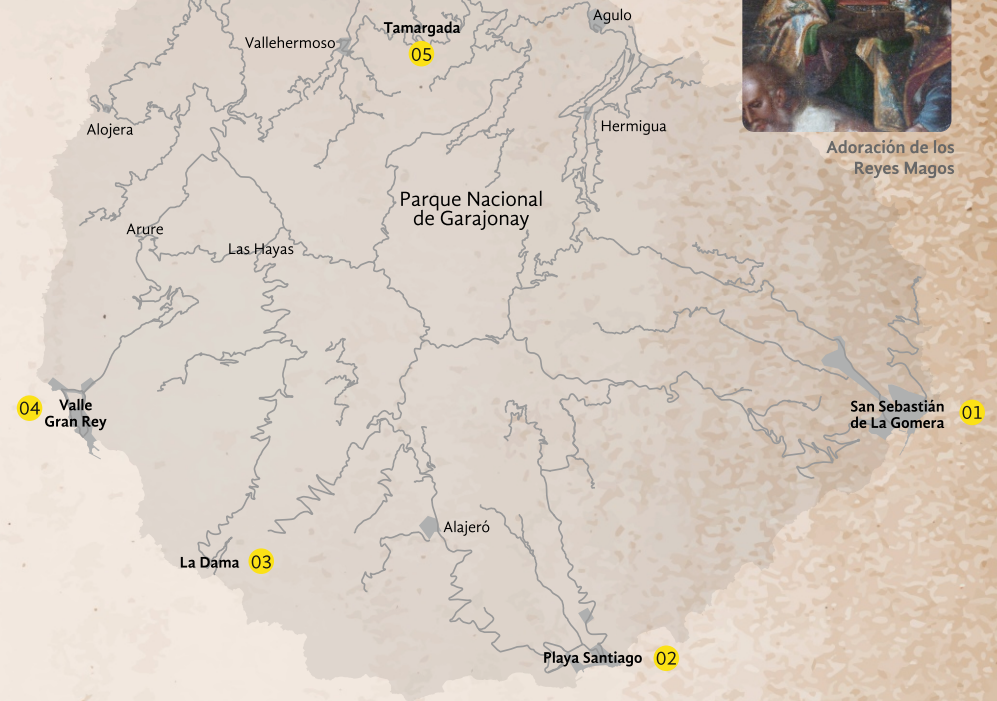 Agulo
Tamargada
05
Vallehermoso
Alojera
Hermigua
Adoración de los
Reyes Magos
Parque Nacional
de Garajonay
Arure
Las Hayas
04
Valle
Gran Rey
San Sebastián
de La Gomera
01
Alajeró
La Dama
03
Playa Santiago
02